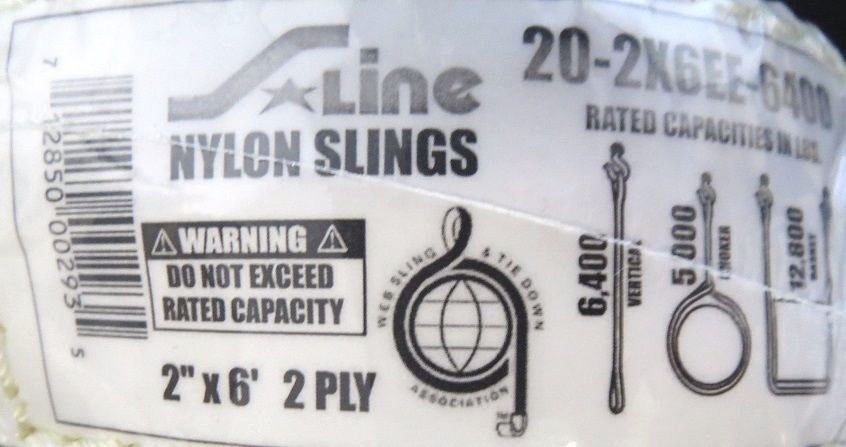 S★Line
NYLON SLINGS
20-2X6EE-6400
RATED CAPACITIES IN LBS.
⚠ WARNING ⚠
DO NOT EXCEED
RATED CAPACITY
2" x 6' 2 PLY
WEB SLING & TIE DOWN
ASSOCIATION
6,400
VERTICAL
5,000
CHOKER
12,800
BASKET
7 12850 00293 5